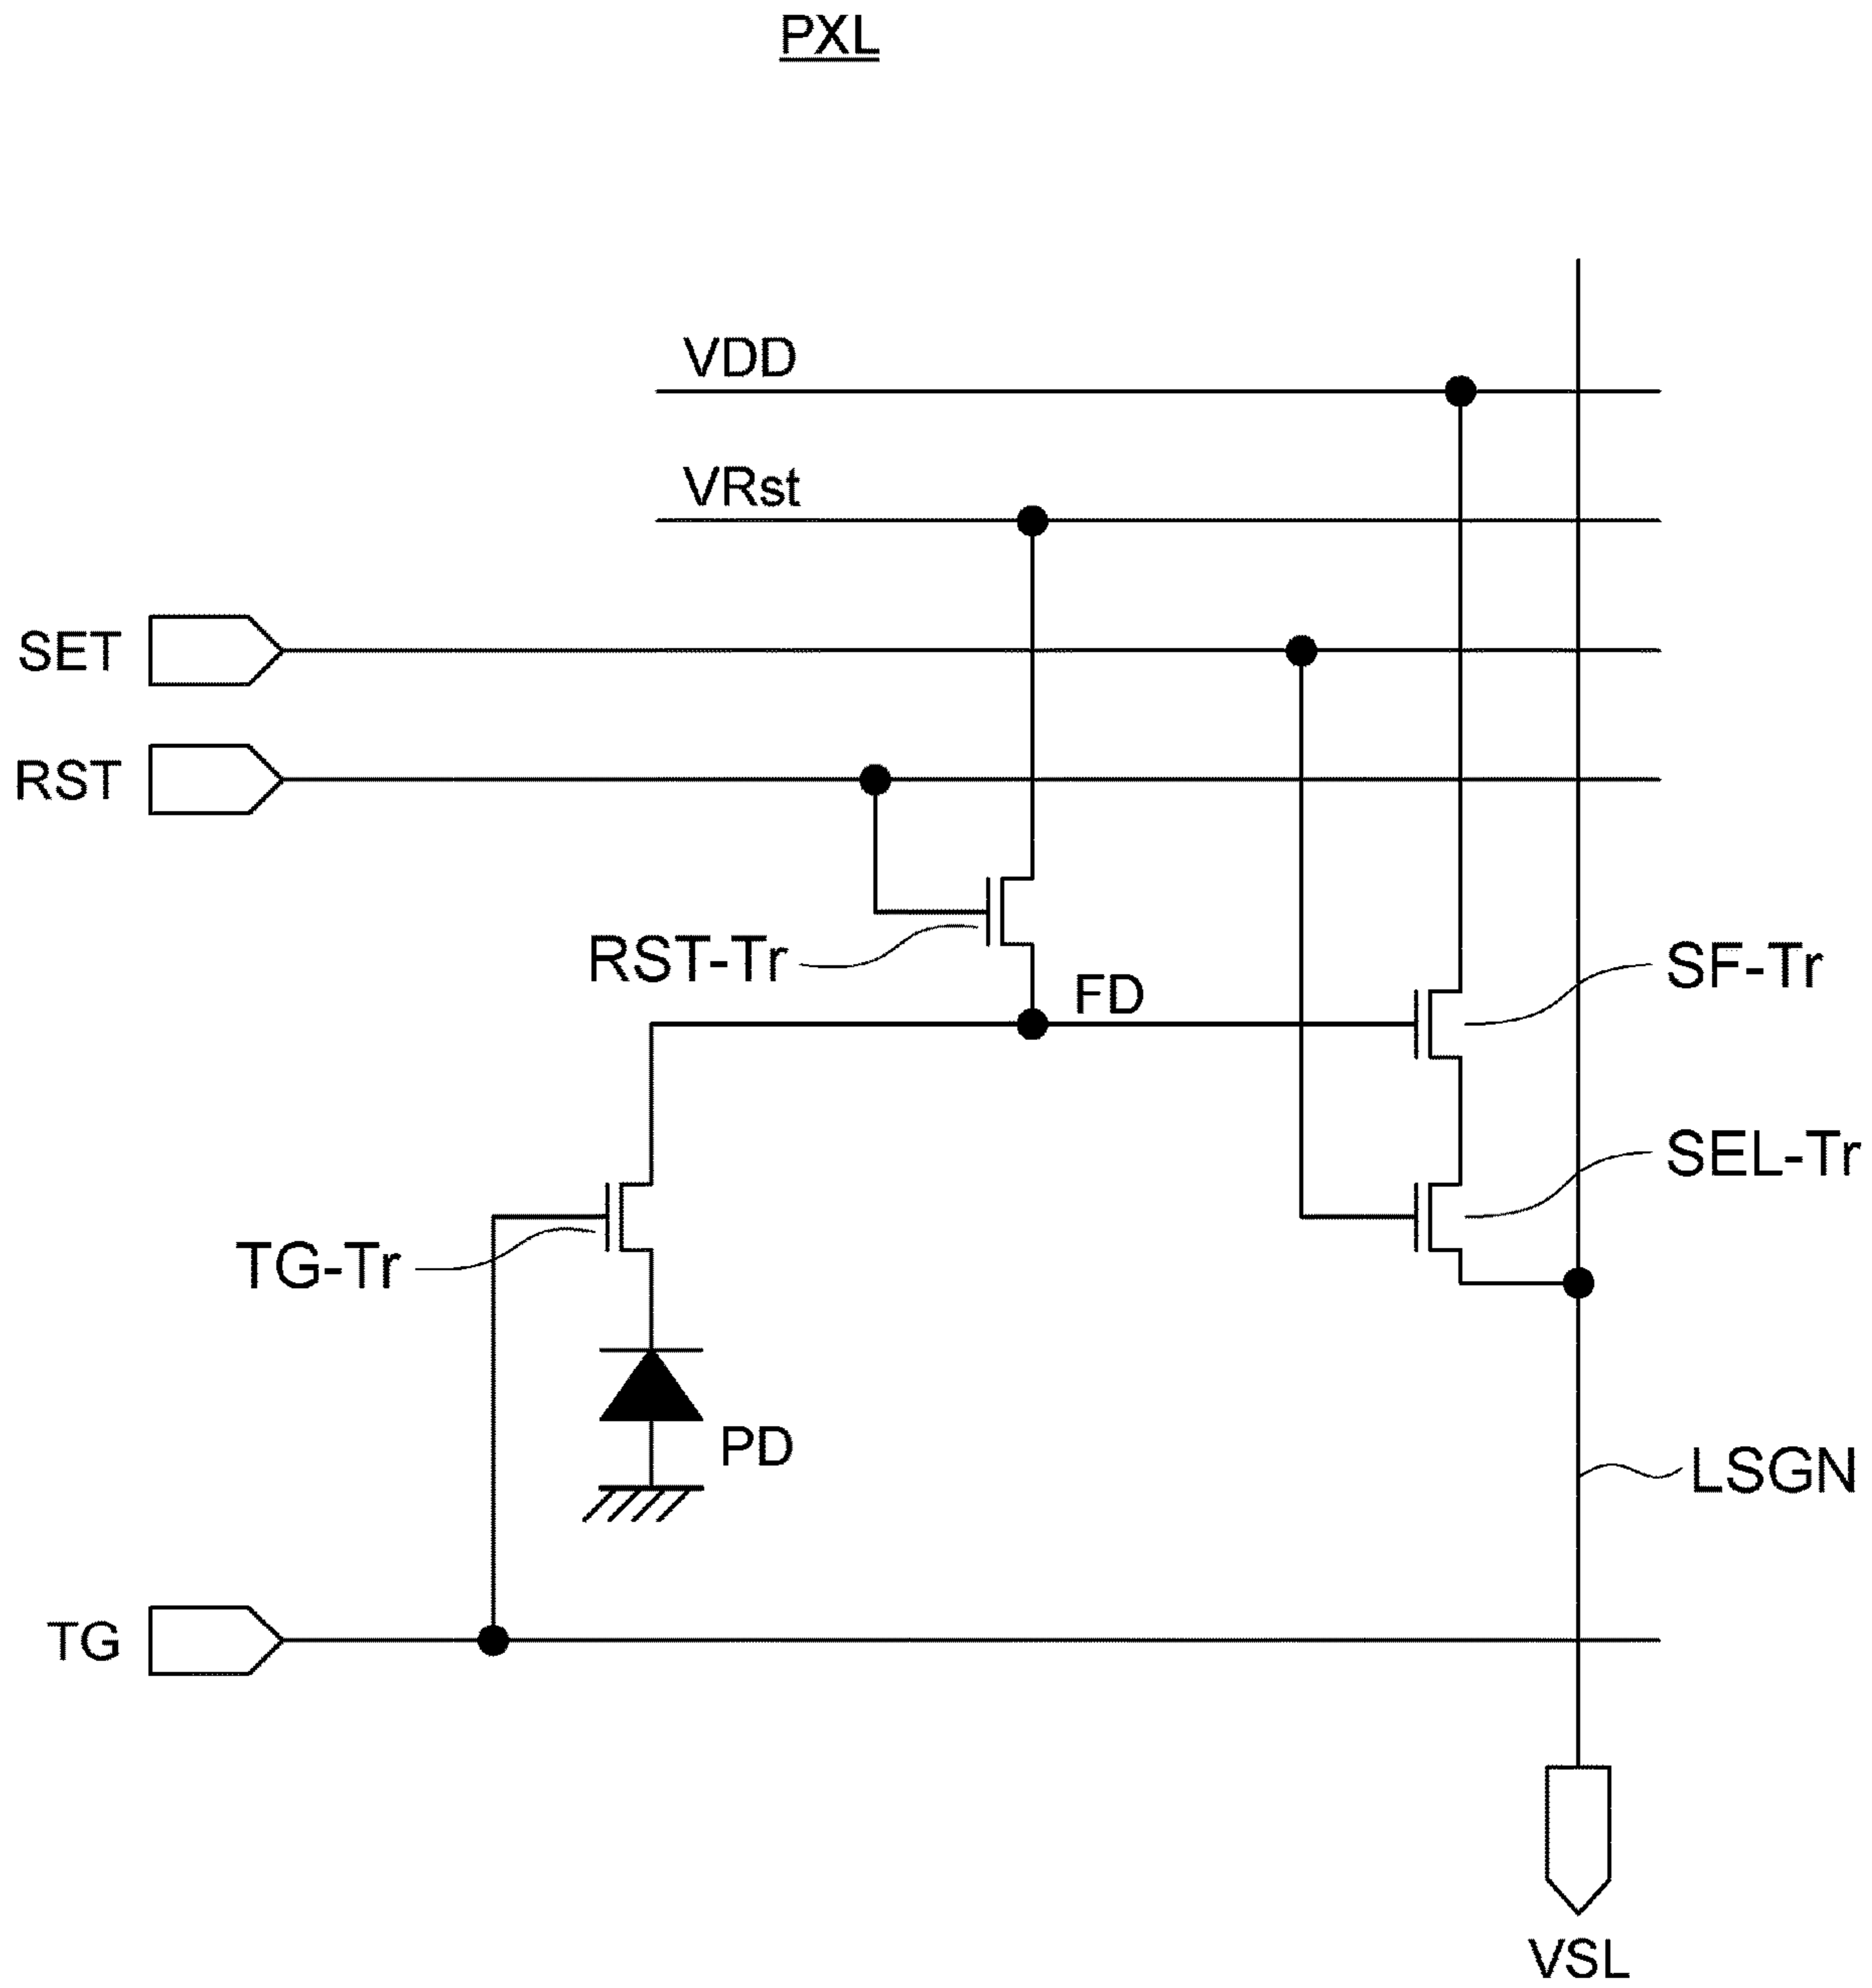 PXL
VDD
VRst
SET
RST
RST-Tr
FD
SF-Tr
SEL-Tr
TG-Tr
PD
LSGN
TG
VSL